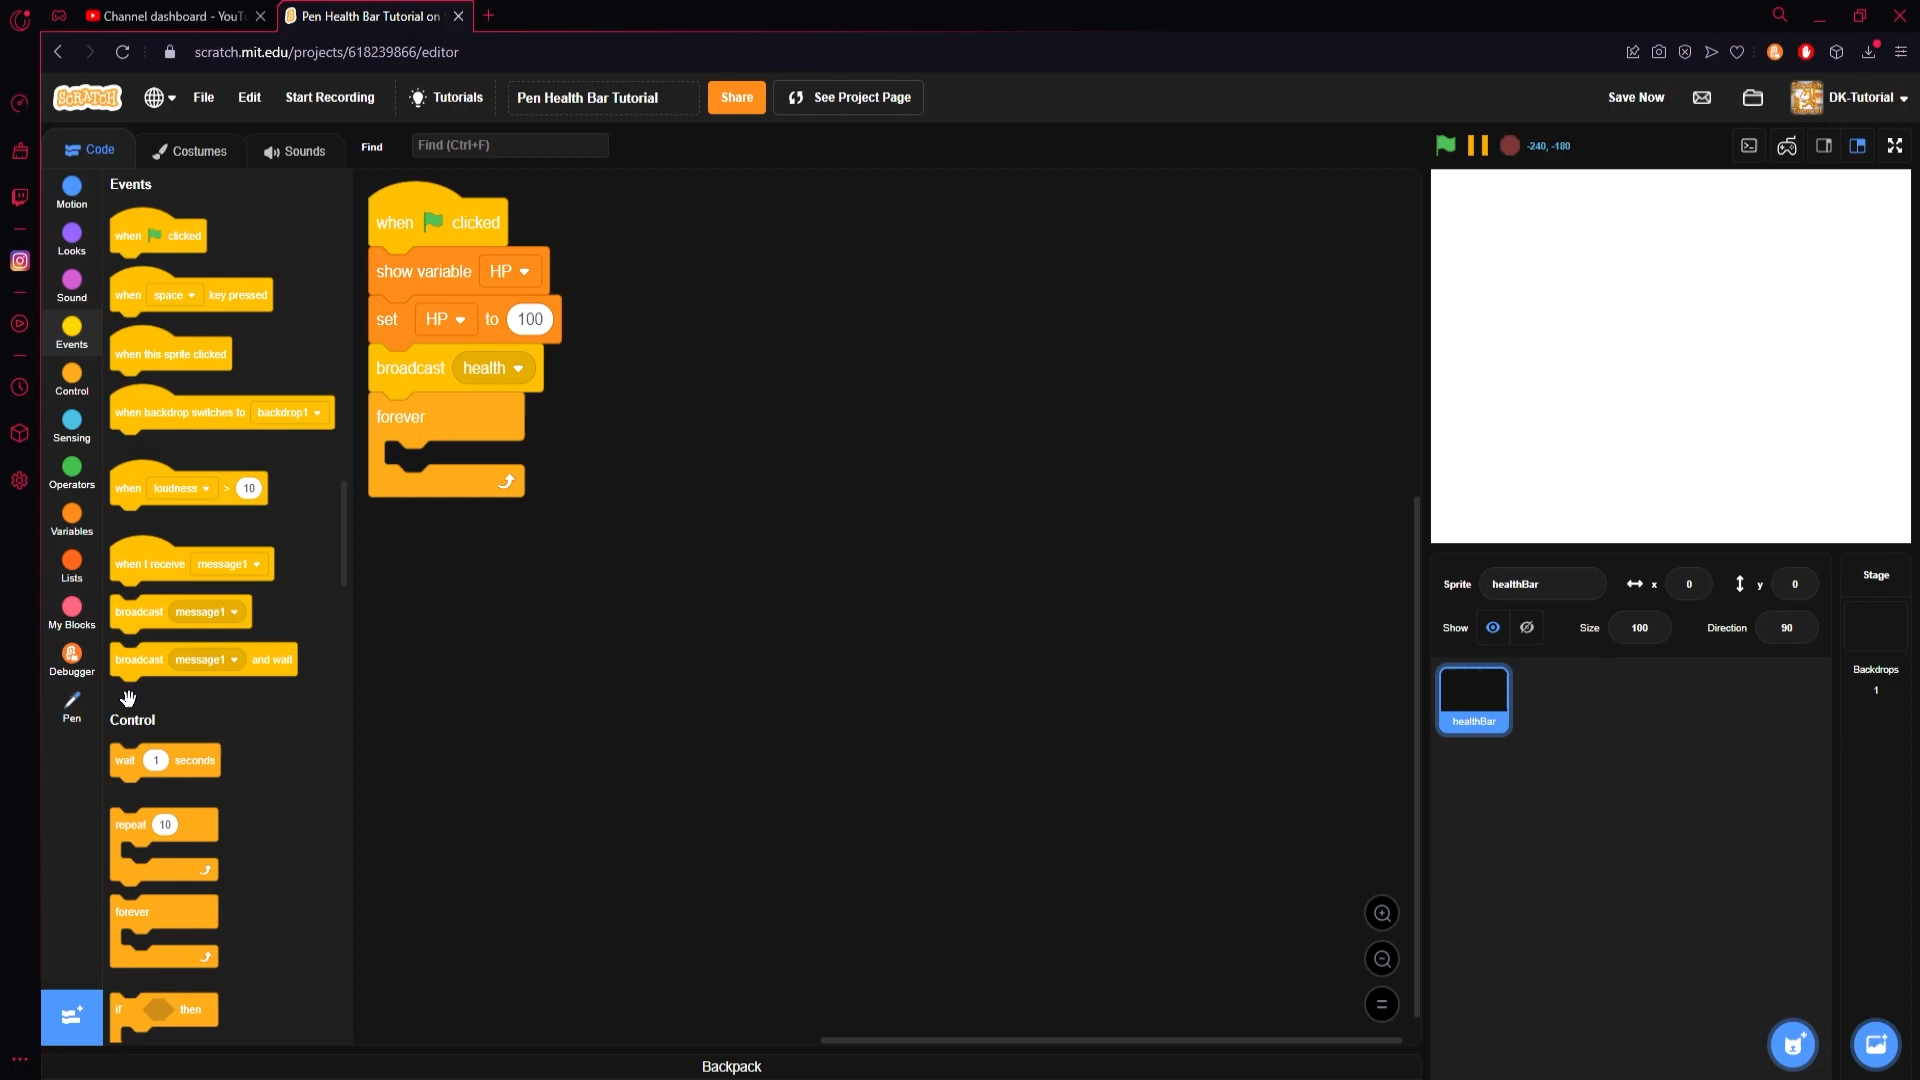 Channel dashboard - YouTu
Pen Health Bar Tutorial on
scratch.mit.edu/projects/618239866/editor
SCRATCH
File
Edit
Start Recording
Tutorials
Pen Health Bar Tutorial
Share
See Project Page
Save Now
DK-Tutorial
Code
Costumes
Sounds
Find
Find (Ctrl+F)
-240, -180
Motion
Looks
Sound
Events
Control
Sensing
Operators
Variables
Lists
My Blocks
Debugger
Pen
Events
when clicked
when space key pressed
when this sprite clicked
when backdrop switches to backdrop1
when loudness > 10
when I receive message1
broadcast message1
broadcast message1 and wait
Control
wait 1 seconds
repeat 10
forever
if then
when clicked
show variable HP
set HP to 100
broadcast health
forever
Sprite healthBar x 0 y 0
Show Size 100 Direction 90
healthBar
Stage
Backdrops
1
Backpack